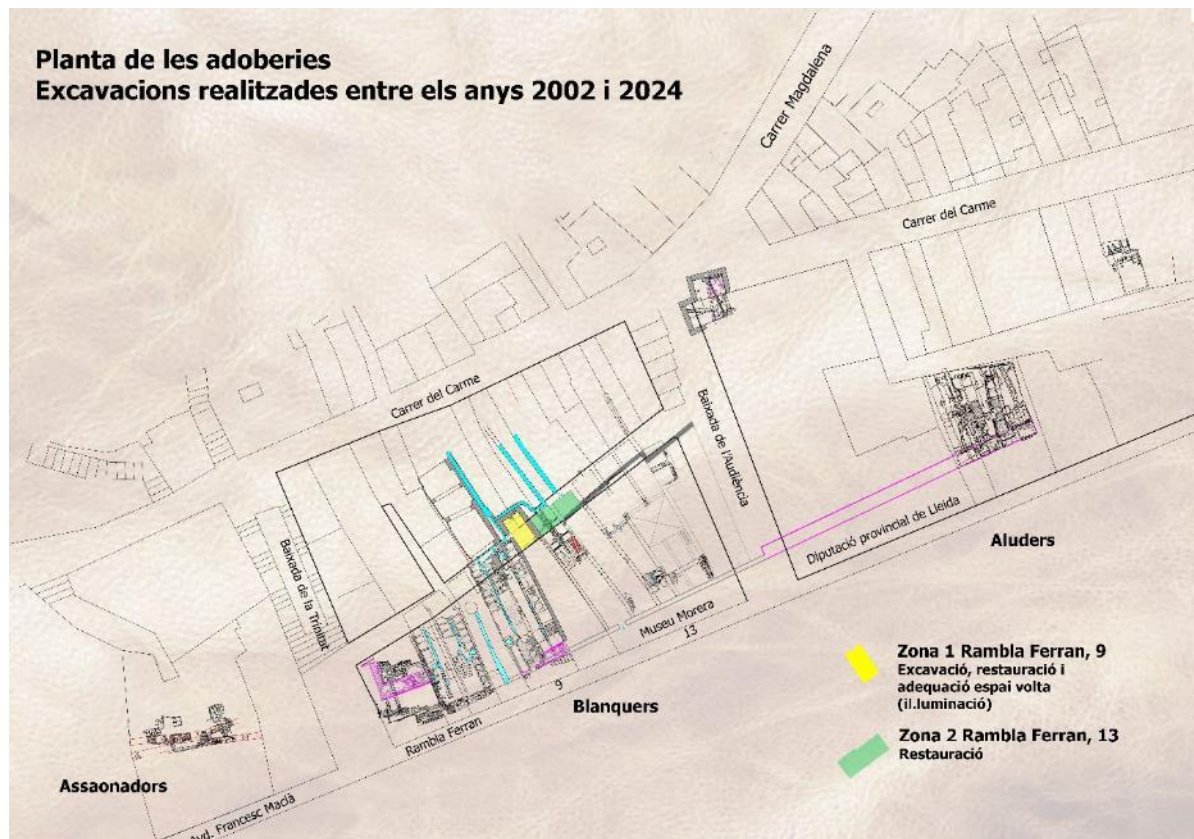 Planta de les adoberies
Excavacions realitzades entre els anys 2002 i 2024
Carrer Magdalena
Carrer del Carme
Carrer del Carme
Baixada de l'Audiència
Baixada de la Trinitat
Diputació provincial de Lleida
Aluders
Museu Morera
13
9
Blanquers
Rambla Ferran
Assaonadors
Avd. Francesc Macià
Zona 1 Rambla Ferran, 9
Excavació, restauració i
adequació espai volta
(il.luminació)
Zona 2 Rambla Ferran, 13
Restauració